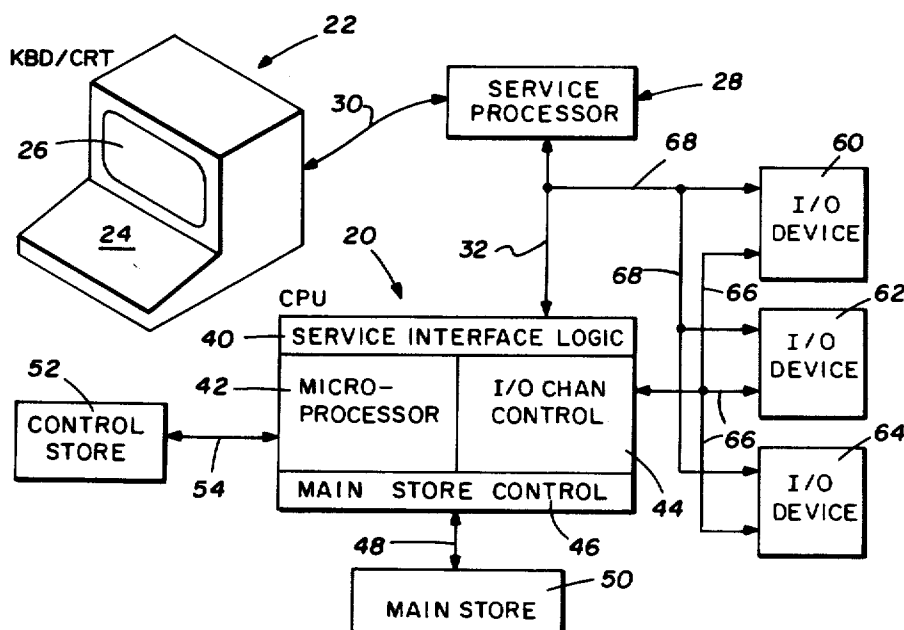 22
KBD/CRT
SERVICE
PROCESSOR
28
30
26
68
60
I/O
DEVICE
24
32
20
68
66
62
CPU
40
SERVICE INTERFACE LOGIC
I/O
DEVICE
52
42
MICRO-
PROCESSOR
I/O CHAN
CONTROL
66
CONTROL
STORE
54
66
64
I/O
DEVICE
MAIN STORE CONTROL
44
48
46
50
MAIN STORE